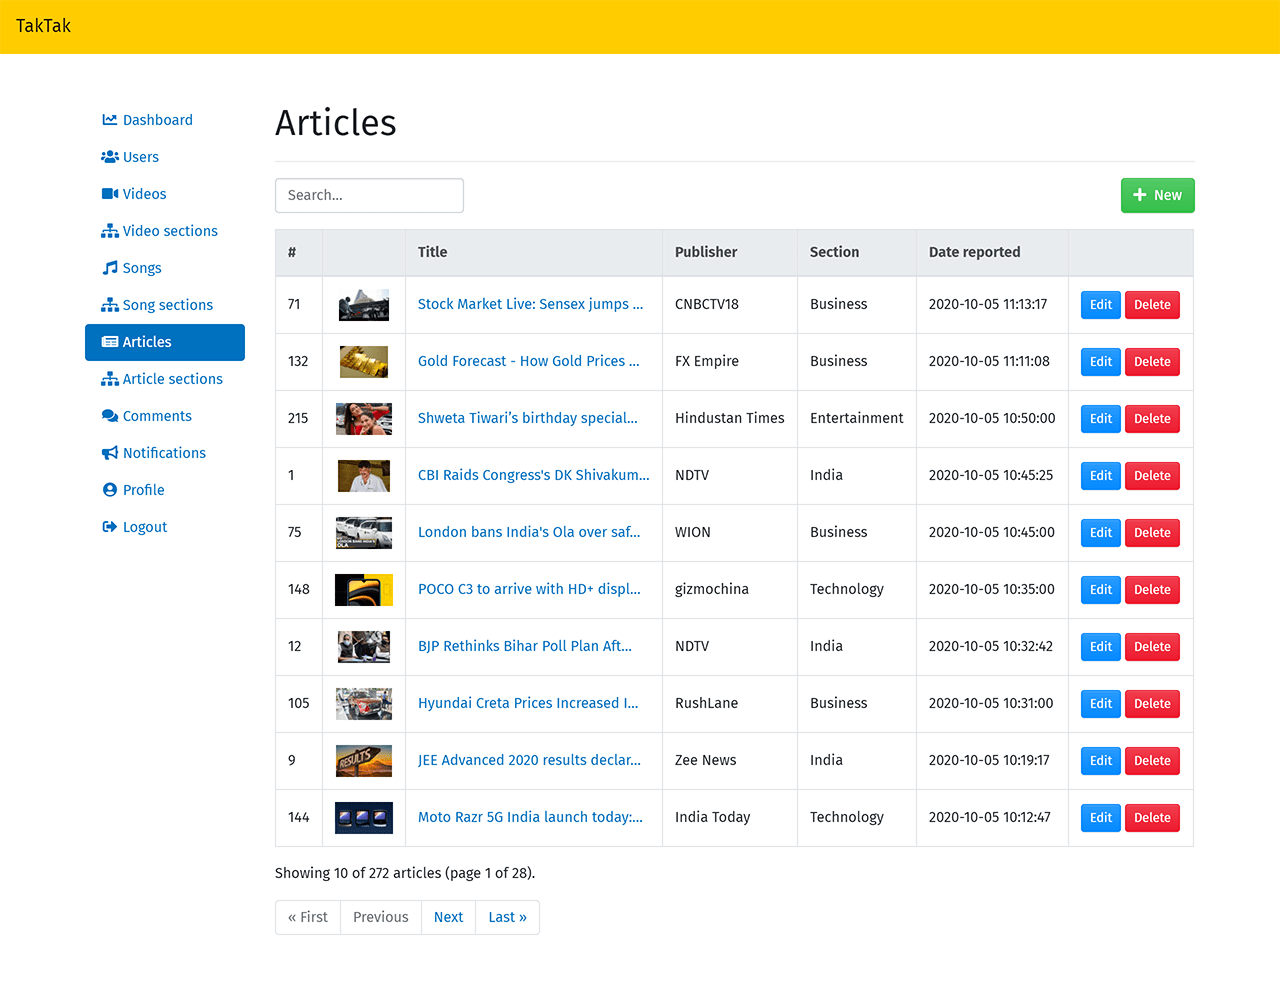 TakTak
Dashboard
Users
Videos
Video sections
Songs
Song sections
Articles
Article sections
Comments
Notifications
Profile
Logout
Articles
Search...
New
# Title Publisher Section Date reported
71 Stock Market Live: Sensex jumps ... CNBCTV18 Business 2020-10-05 11:13:17 Edit Delete
132 Gold Forecast - How Gold Prices ... FX Empire Business 2020-10-05 11:11:08 Edit Delete
215 Shweta Tiwari’s birthday special... Hindustan Times Entertainment 2020-10-05 10:50:00 Edit Delete
1 CBI Raids Congress's DK Shivakum... NDTV India 2020-10-05 10:45:25 Edit Delete
75 OLA London bans India's Ola over saf... WION Business 2020-10-05 10:45:00 Edit Delete
148 POCO C3 to arrive with HD+ displ... gizmochina Technology 2020-10-05 10:35:00 Edit Delete
12 BJP Rethinks Bihar Poll Plan Aft... NDTV India 2020-10-05 10:32:42 Edit Delete
105 Hyundai Creta Prices Increased I... RushLane Business 2020-10-05 10:31:00 Edit Delete
9 RESULTS JEE Advanced 2020 results declar... Zee News India 2020-10-05 10:19:17 Edit Delete
144 Moto Razr 5G India launch today:... India Today Technology 2020-10-05 10:12:47 Edit Delete
Showing 10 of 272 articles (page 1 of 28).
« First Previous Next Last »